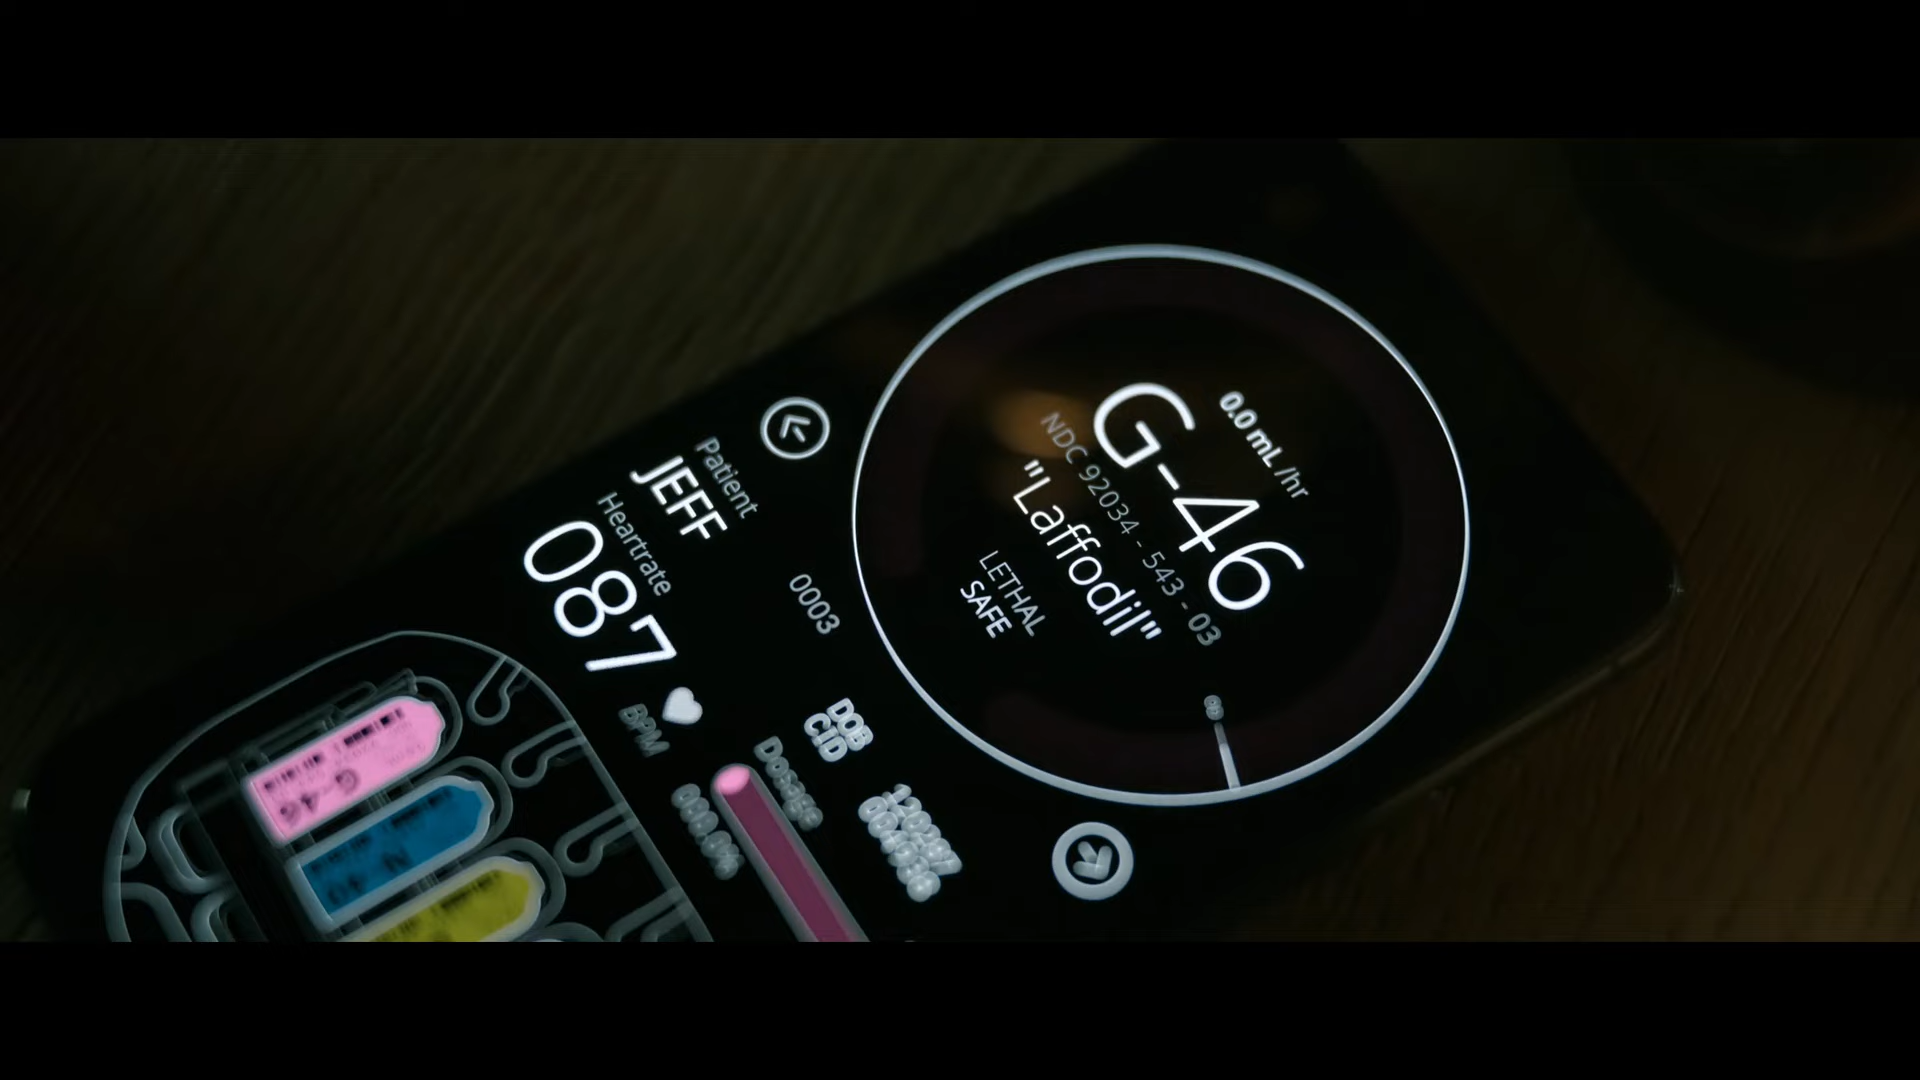 0.0 mL /hr
G-46
NDC 92034 - 543 - 03
"Laffodil"
LETHAL
SAFE
Patient
JEFF
Heartrate
087
BPM
0003
DOB
CID
Dosage
G-46